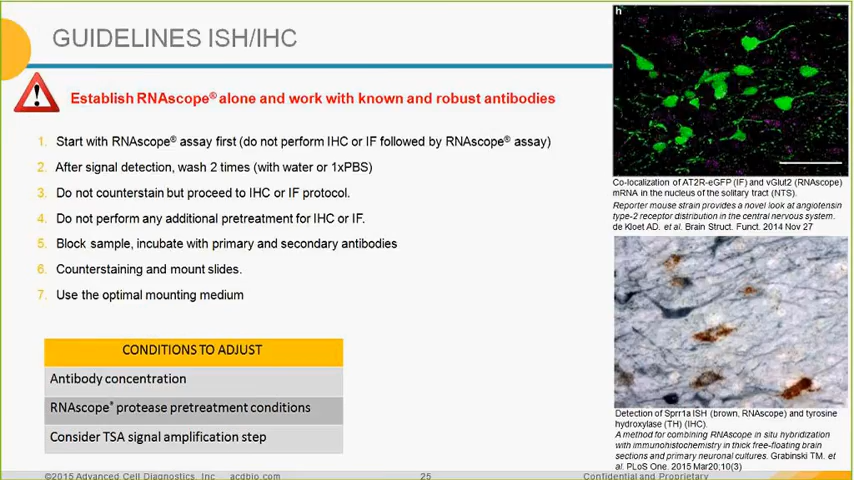 GUIDELINES ISH/IHC
Establish RNAscope® alone and work with known and robust antibodies
1. Start with RNAscope® assay first (do not perform IHC or IF followed by RNAscope® assay)
2. After signal detection, wash 2 times (with water or 1xPBS)
3. Do not counterstain but proceed to IHC or IF protocol.
4. Do not perform any additional pretreatment for IHC or IF.
5. Block sample, incubate with primary and secondary antibodies
6. Counterstaining and mount slides.
7. Use the optimal mounting medium
CONDITIONS TO ADJUST
Antibody concentration
RNAscope® protease pretreatment conditions
Consider TSA signal amplification step
h
Co-localization of AT2R-eGFP (IF) and vGlut2 (RNAscope)
mRNA in the nucleus of the solitary tract (NTS).
Reporter mouse strain provides a novel look at angiotensin
type-2 receptor distribution in the central nervous system.
de Kloet AD. et al. Brain Struct. Funct. 2014 Nov 27
Detection of Sprr1a ISH (brown, RNAscope) and tyrosine
hydroxylase (TH) (IHC).
A method for combining RNAscope in situ hybridization
with immunohistochemistry in thick free-floating brain
sections and primary neuronal cultures. Grabinski TM. et
al. PLoS One. 2015 Mar20;10(3)
©2015 Advanced Cell Diagnostics, Inc acdbio.com
25
Confidential and Proprietary